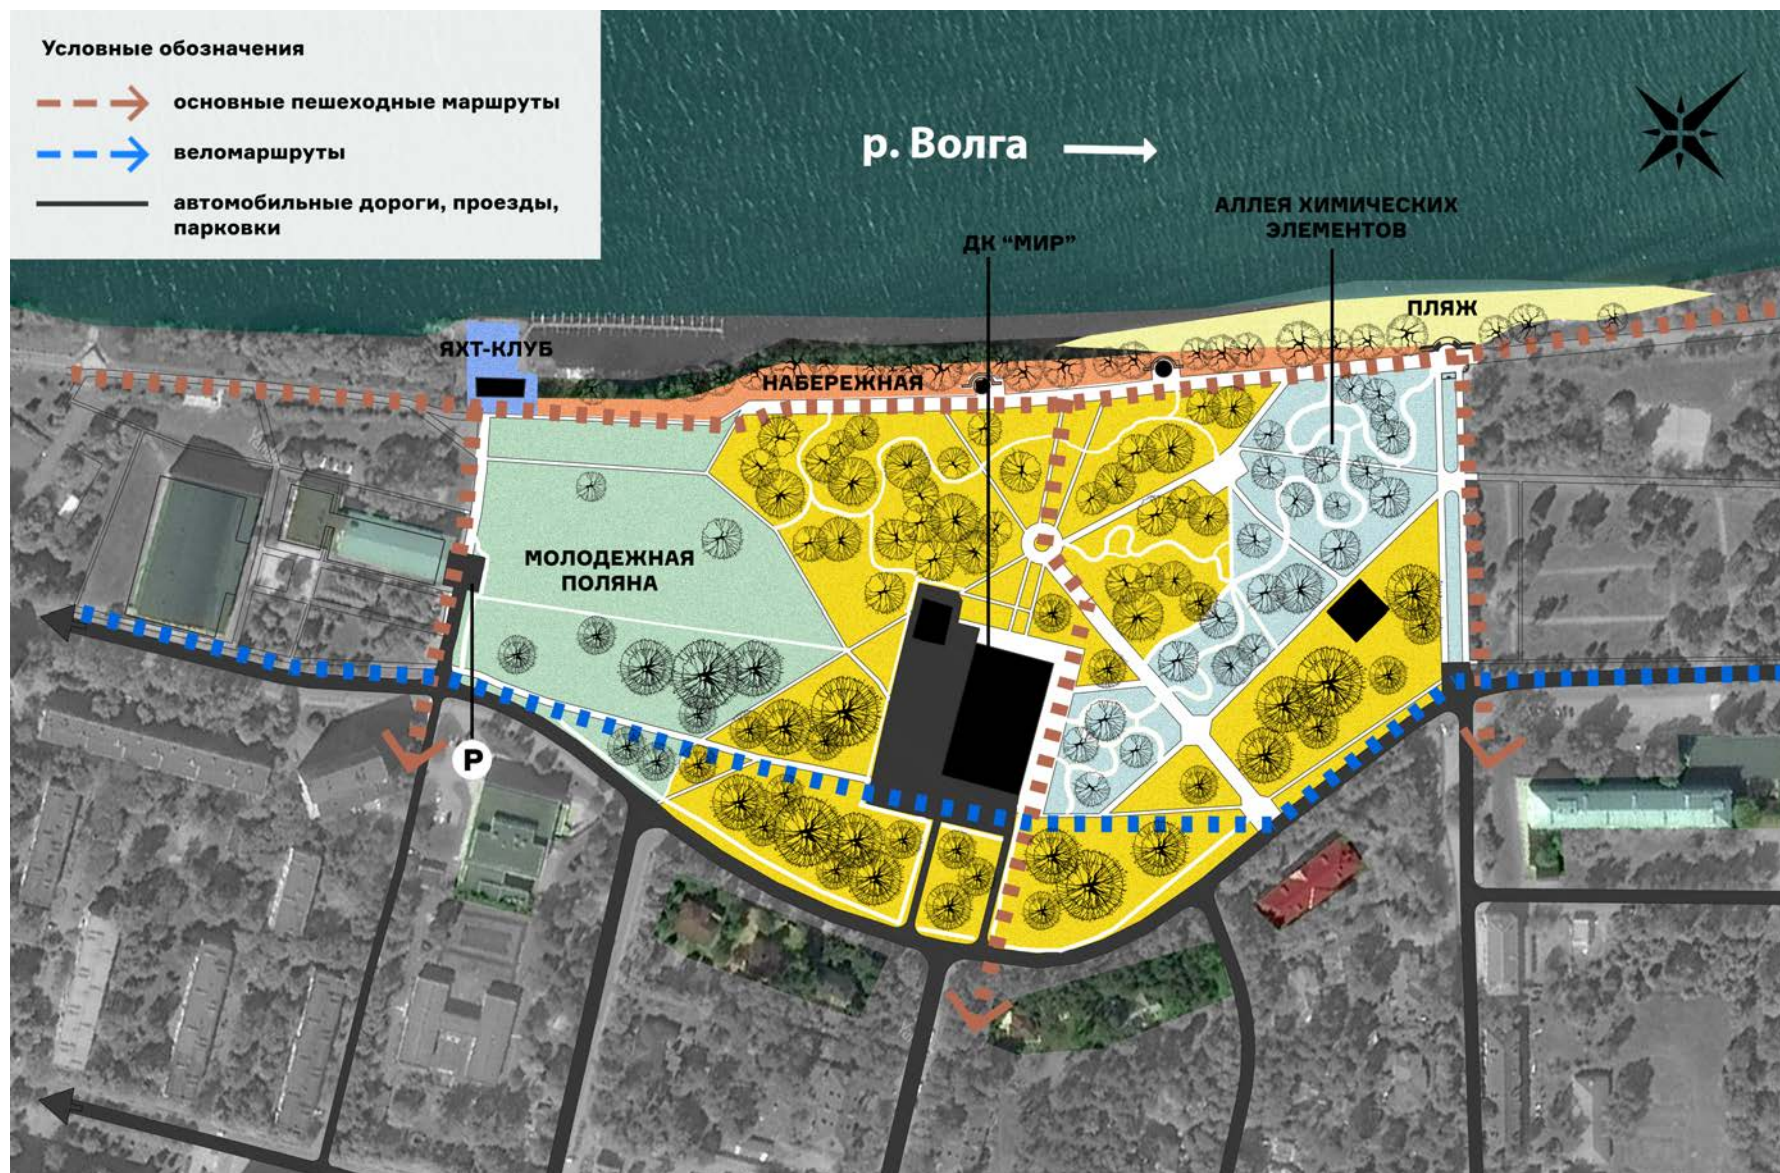 Условные обозначения
основные пешеходные маршруты
веломаршруты
автомобильные дороги, проезды,
парковки
р. Волга
АЛЛЕЯ ХИМИЧЕСКИХ
ЭЛЕМЕНТОВ
ДК “МИР”
ПЛЯЖ
ЯХТ-КЛУБ
НАБЕРЕЖНАЯ
МОЛОДЕЖНАЯ
ПОЛЯНА
P